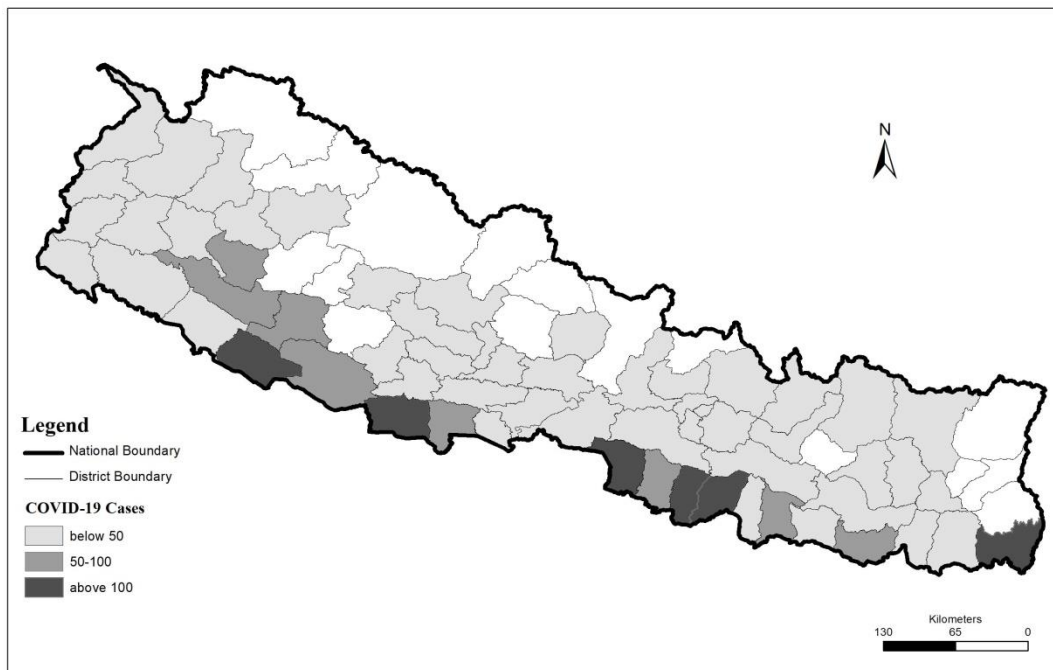 N
Legend
National Boundary
District Boundary
COVID-19 Cases
below 50
50-100
above 100
Kilometers
130 65 0